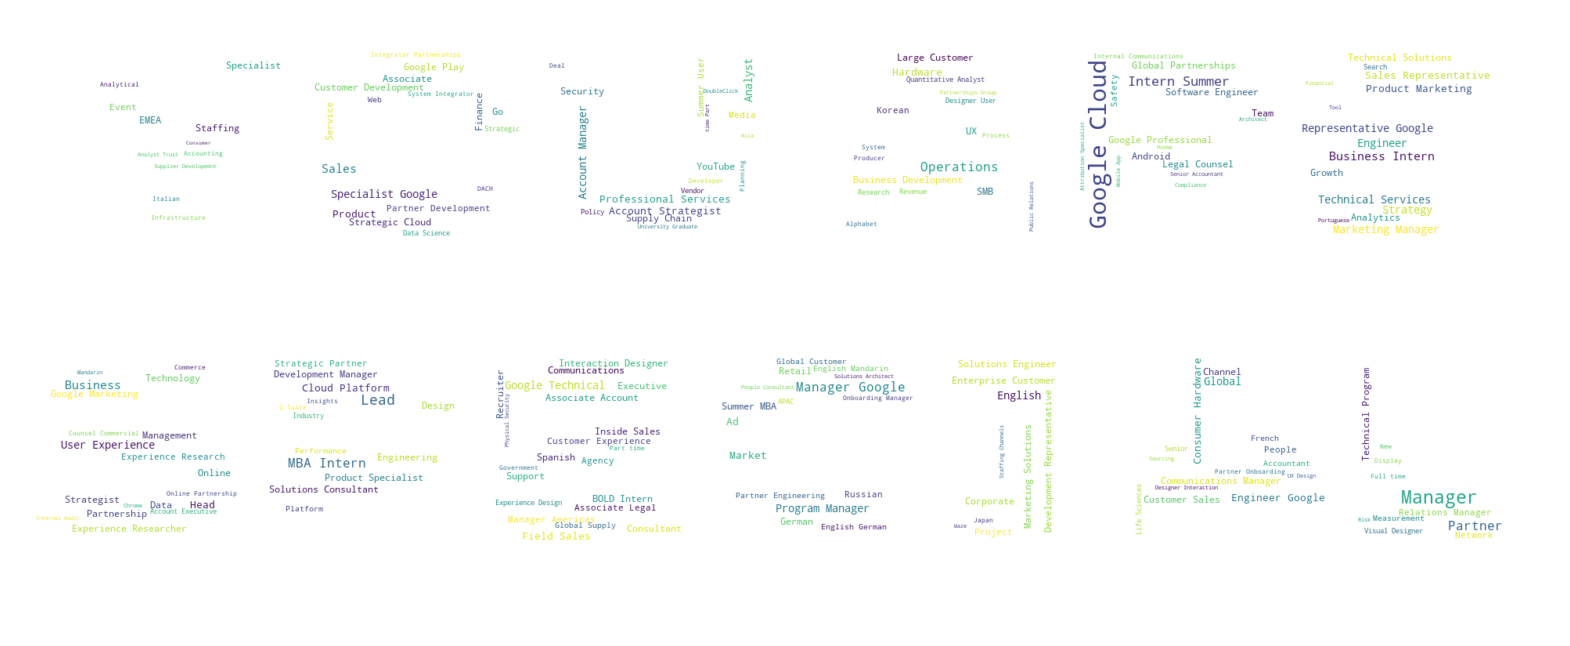 Specialist
Analytical
Event
EMEA
Staffing
Consumer
Analyst Trust
Accounting
Supplier Development
Italian
Infrastructure
Integrator Partnerships
Google Play
Associate
Customer Development
System Integrator
Web
Service
Finance
Go
Strategic
Sales
DACH
Specialist Google
Partner Development
Product
Strategic Cloud
Data Science
Deal
Security
Account Manager
Summer User
Analyst
DoubleClick
time Part
Media
Asia
YouTube
Planning
Developer
Vendor
Professional Services
Policy
Account Strategist
Supply Chain
University Graduate
Large Customer
Hardware
Quantitative Analyst
Partnerships Group
Designer User
Korean
UX
Process
System
Producer
Operations
Business Development
Research
Revenue
SMB
Public Relations
Alphabet
Internal Communications
Global Partnerships
Google Cloud
Safety
Intern Summer
Software Engineer
Team
Architect
Attribution Specialist
Google Professional
Home
Android
Mobile App
Legal Counsel
Senior Accountant
Compliance
Technical Solutions
Search
Sales Representative
Financial
Product Marketing
Tool
Representative Google
Engineer
Business Intern
Growth
Technical Services
Strategy
Portuguese
Analytics
Marketing Manager
Commerce
Mandarin
Technology
Business
Google Marketing
Counsel Commercial
Management
User Experience
Experience Research
Online
Online Partnership
Strategist
Chrome
Data
Head
Partnership
Account Executive
Internal Audit
Experience Researcher
Strategic Partner
Development Manager
Cloud Platform
Insights
Lead
G Suite
Industry
Design
Performance
Engineering
MBA Intern
Product Specialist
Solutions Consultant
Platform
Interaction Designer
Communications
Recruiter
Google Technical
Executive
Associate Account
Physical Security
Inside Sales
Customer Experience
Part time
Spanish
Agency
Government
Support
Experience Design
BOLD Intern
Associate Legal
Manager Americas
Global Supply
Consultant
Field Sales
Global Customer
Retail
English Mandarin
Solutions Architect
People Consultant
Manager Google
Onboarding Manager
Summer MBA
APAC
Ad
Market
Partner Engineering
Russian
Program Manager
German
English German
Solutions Engineer
Enterprise Customer
English
Staffing Channels
Marketing Solutions
Development Representative
Corporate
Japan
Waze
Project
Consumer Hardware
Channel
Global
French
Senior
People
Sourcing
Accountant
Partner Onboarding
UX Design
Communications Manager
Designer Interaction
Life Sciences
Customer Sales
Engineer Google
Technical Program
New
Display
Full time
Manager
Relations Manager
Risk
Measurement
Partner
Visual Designer
Network